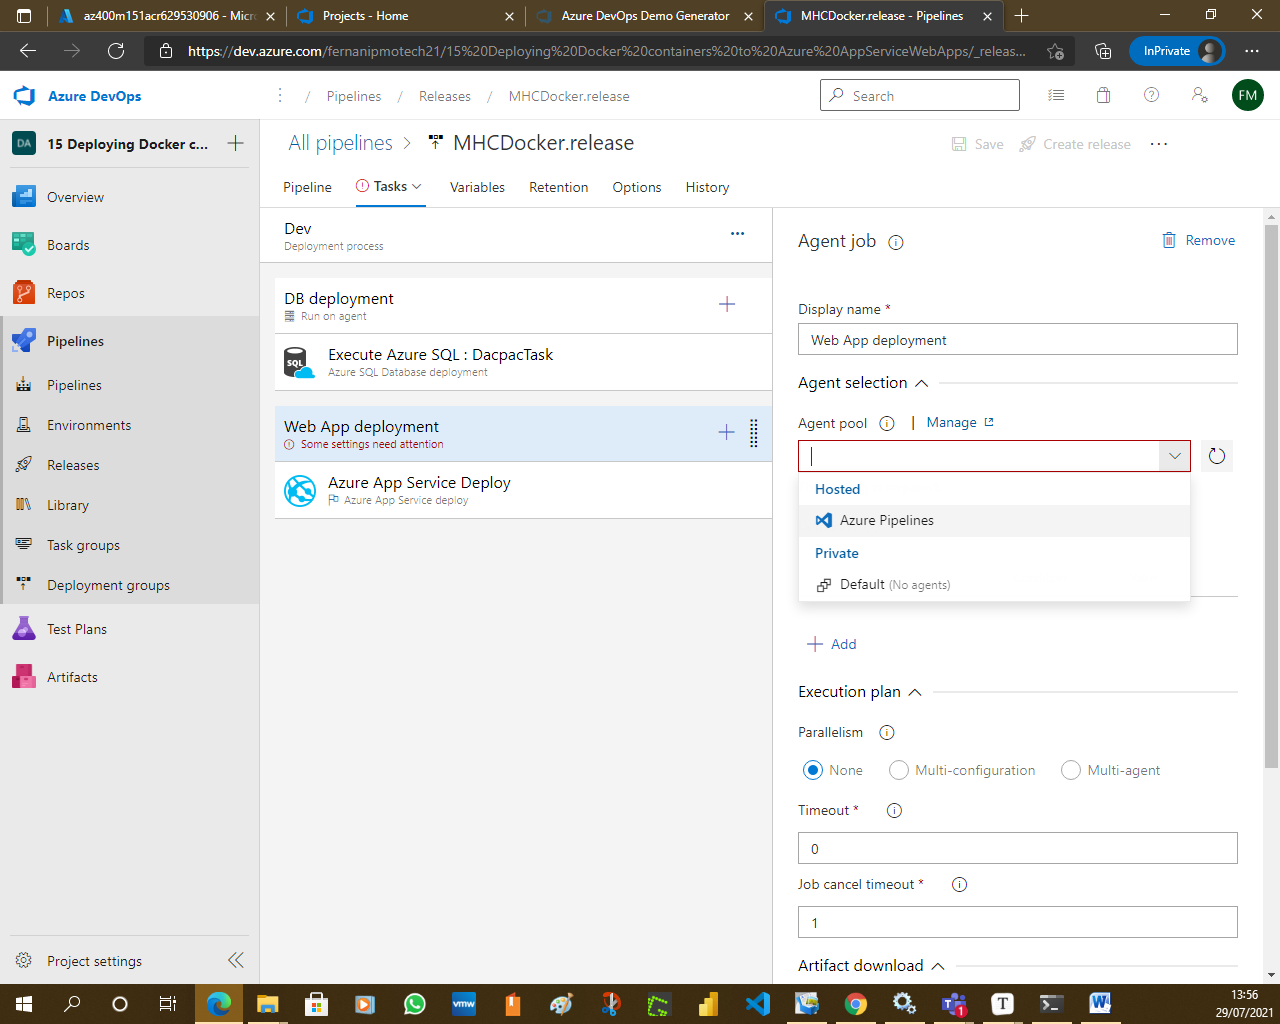 az400m151acr629530906 - Micr
Projects - Home
Azure DevOps Demo Generator
MHCDocker.release - Pipelines
https://dev.azure.com/fernanipmotech21/15%20Deploying%20Docker%20containers%20to%20Azure%20AppServiceWebApps/_releas...
InPrivate
Azure DevOps
/ Pipelines / Releases / MHCDocker.release
Search
FM
DA
15 Deploying Docker c...
Overview
Boards
Repos
Pipelines
Pipelines
Environments
Releases
Library
Task groups
Deployment groups
Test Plans
Artifacts
Project settings
All pipelines > MHCDocker.release
Save
Create release
Pipeline
Tasks
Variables
Retention
Options
History
Dev
Deployment process
DB deployment
Run on agent
SQL
Execute Azure SQL : DacpacTask
Azure SQL Database deployment
Web App deployment
Some settings need attention
Azure App Service Deploy
Azure App Service deploy
Agent job
Remove
Display name *
Web App deployment
Agent selection
Agent pool | Manage
Hosted
Azure Pipelines
Private
Default (No agents)
Add
Execution plan
Parallelism
None
Multi-configuration
Multi-agent
Timeout *
0
Job cancel timeout *
1
Artifact download
vmw
1
T
W
13:56
29/07/2021